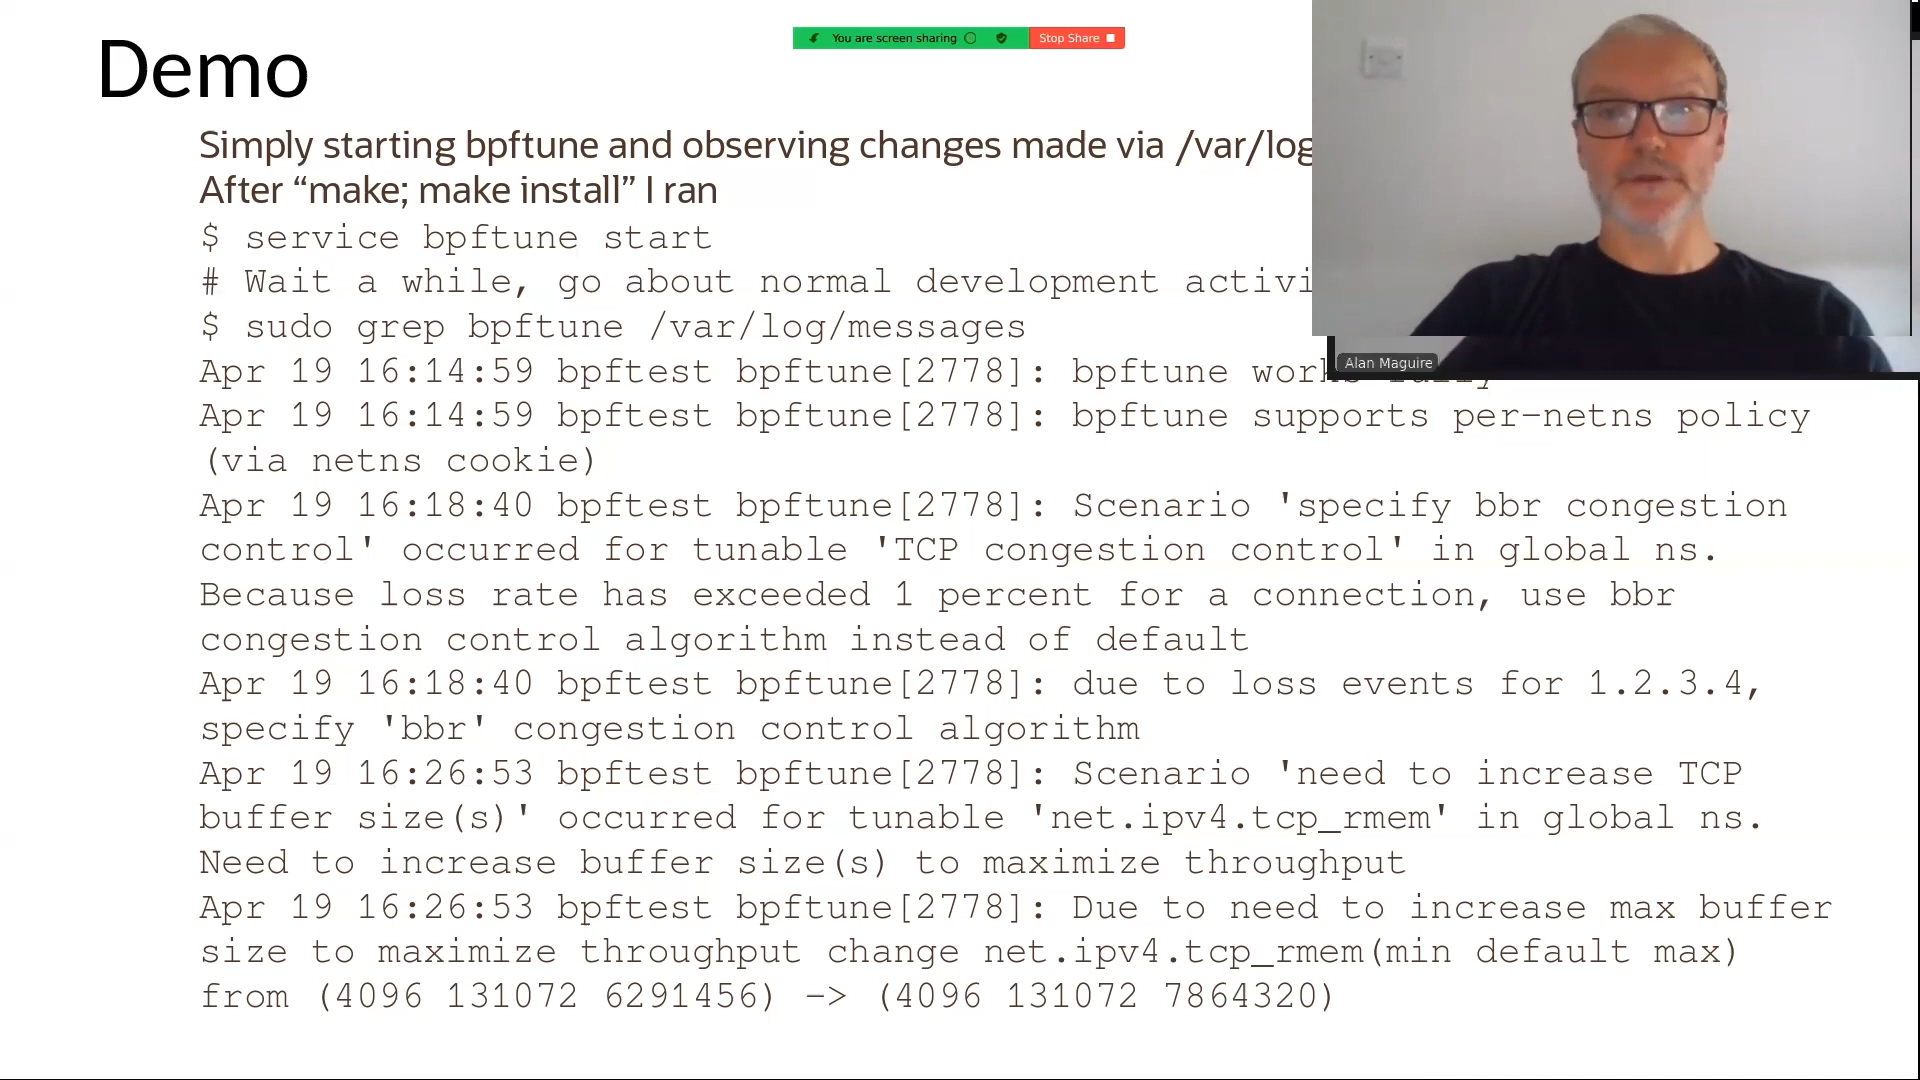 You are screen sharing
Stop Share
Demo
Simply starting bpftune and observing changes made via /var/log
After “make; make install” I ran
$ service bpftune start
# Wait a while, go about normal development activi
$ sudo grep bpftune /var/log/messages
Alan Maguire
Apr 19 16:14:59 bpftest bpftune[2778]: bpftune works fully
Apr 19 16:14:59 bpftest bpftune[2778]: bpftune supports per-netns policy
(via netns cookie)
Apr 19 16:18:40 bpftest bpftune[2778]: Scenario 'specify bbr congestion
control' occurred for tunable 'TCP congestion control' in global ns.
Because loss rate has exceeded 1 percent for a connection, use bbr
congestion control algorithm instead of default
Apr 19 16:18:40 bpftest bpftune[2778]: due to loss events for 1.2.3.4,
specify 'bbr' congestion control algorithm
Apr 19 16:26:53 bpftest bpftune[2778]: Scenario 'need to increase TCP
buffer size(s)' occurred for tunable 'net.ipv4.tcp_rmem' in global ns.
Need to increase buffer size(s) to maximize throughput
Apr 19 16:26:53 bpftest bpftune[2778]: Due to need to increase max buffer
size to maximize throughput change net.ipv4.tcp_rmem(min default max)
from (4096 131072 6291456) -> (4096 131072 7864320)